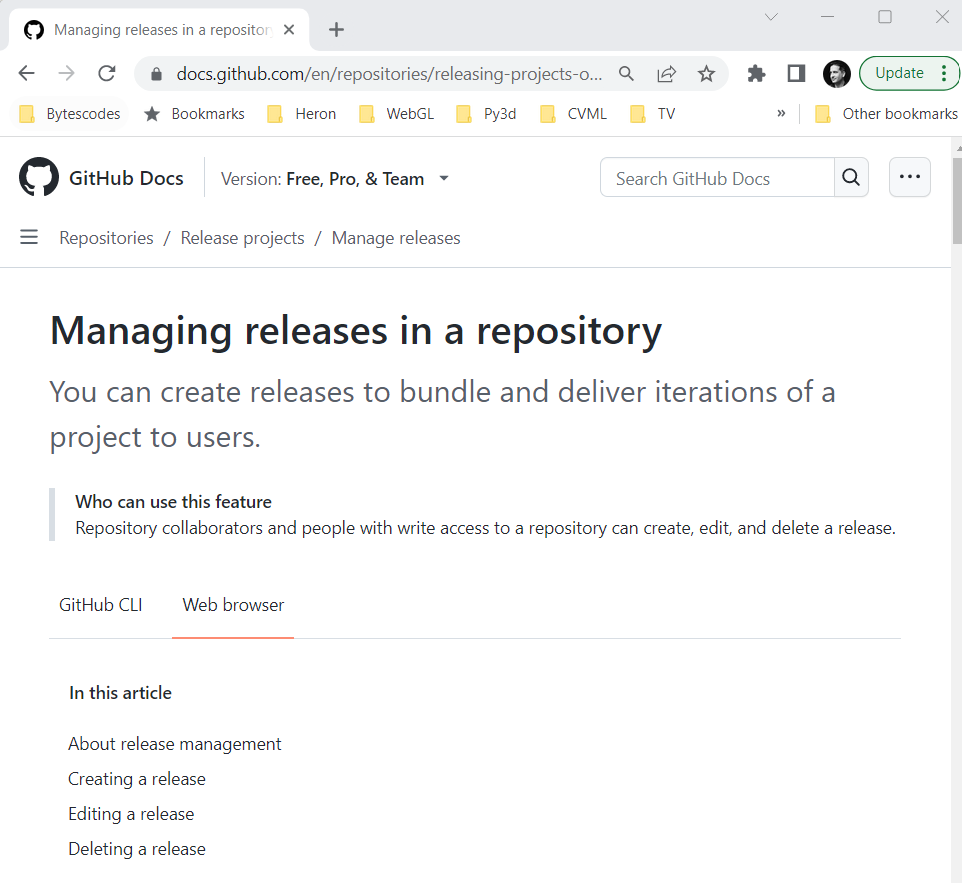 Managing releases in a repositor
docs.github.com/en/repositories/releasing-projects-o...
Update
Bytescodes
Bookmarks
Heron
WebGL
Py3d
CVML
TV
»
Other bookmarks
GitHub Docs
Version: Free, Pro, & Team
Search GitHub Docs
Repositories / Release projects / Manage releases
Managing releases in a repository
You can create releases to bundle and deliver iterations of a
project to users.
Who can use this feature
Repository collaborators and people with write access to a repository can create, edit, and delete a release.
GitHub CLI
Web browser
In this article
About release management
Creating a release
Editing a release
Deleting a release